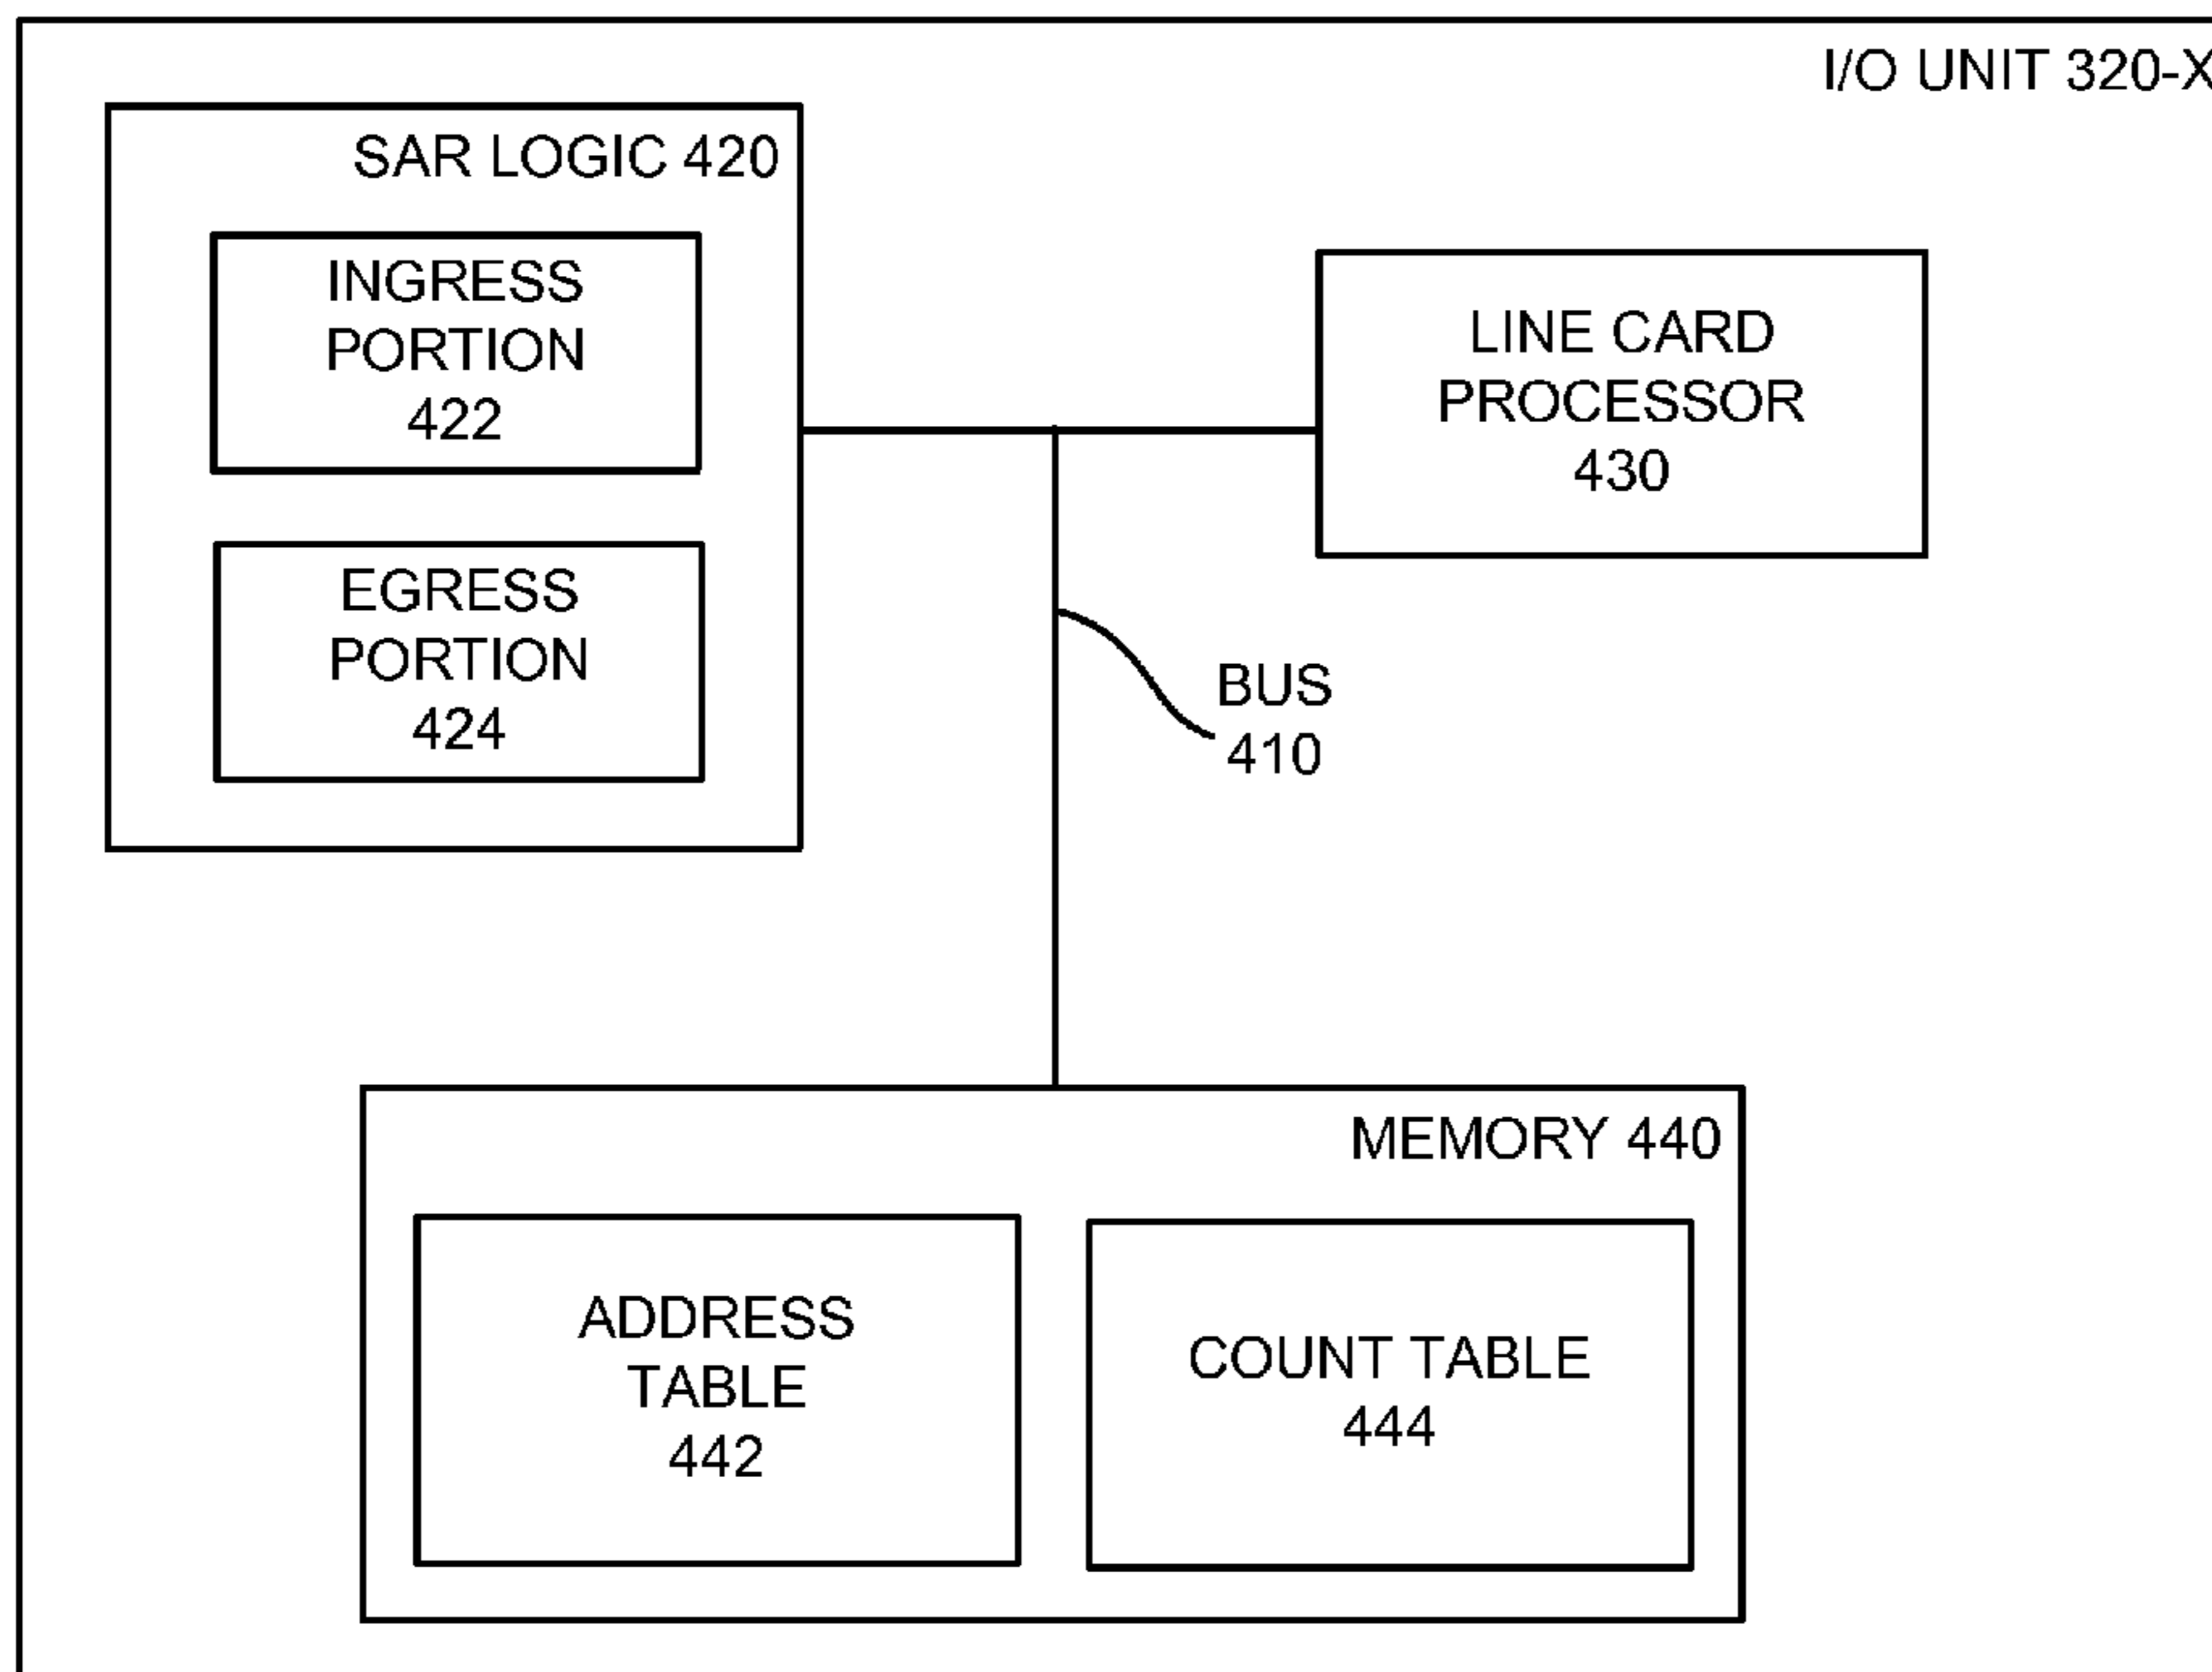 I/O UNIT 320-X
SAR LOGIC 420
INGRESS
PORTION
422
EGRESS
PORTION
424
LINE CARD
PROCESSOR
430
BUS
410
MEMORY 440
ADDRESS
TABLE
442
COUNT TABLE
444